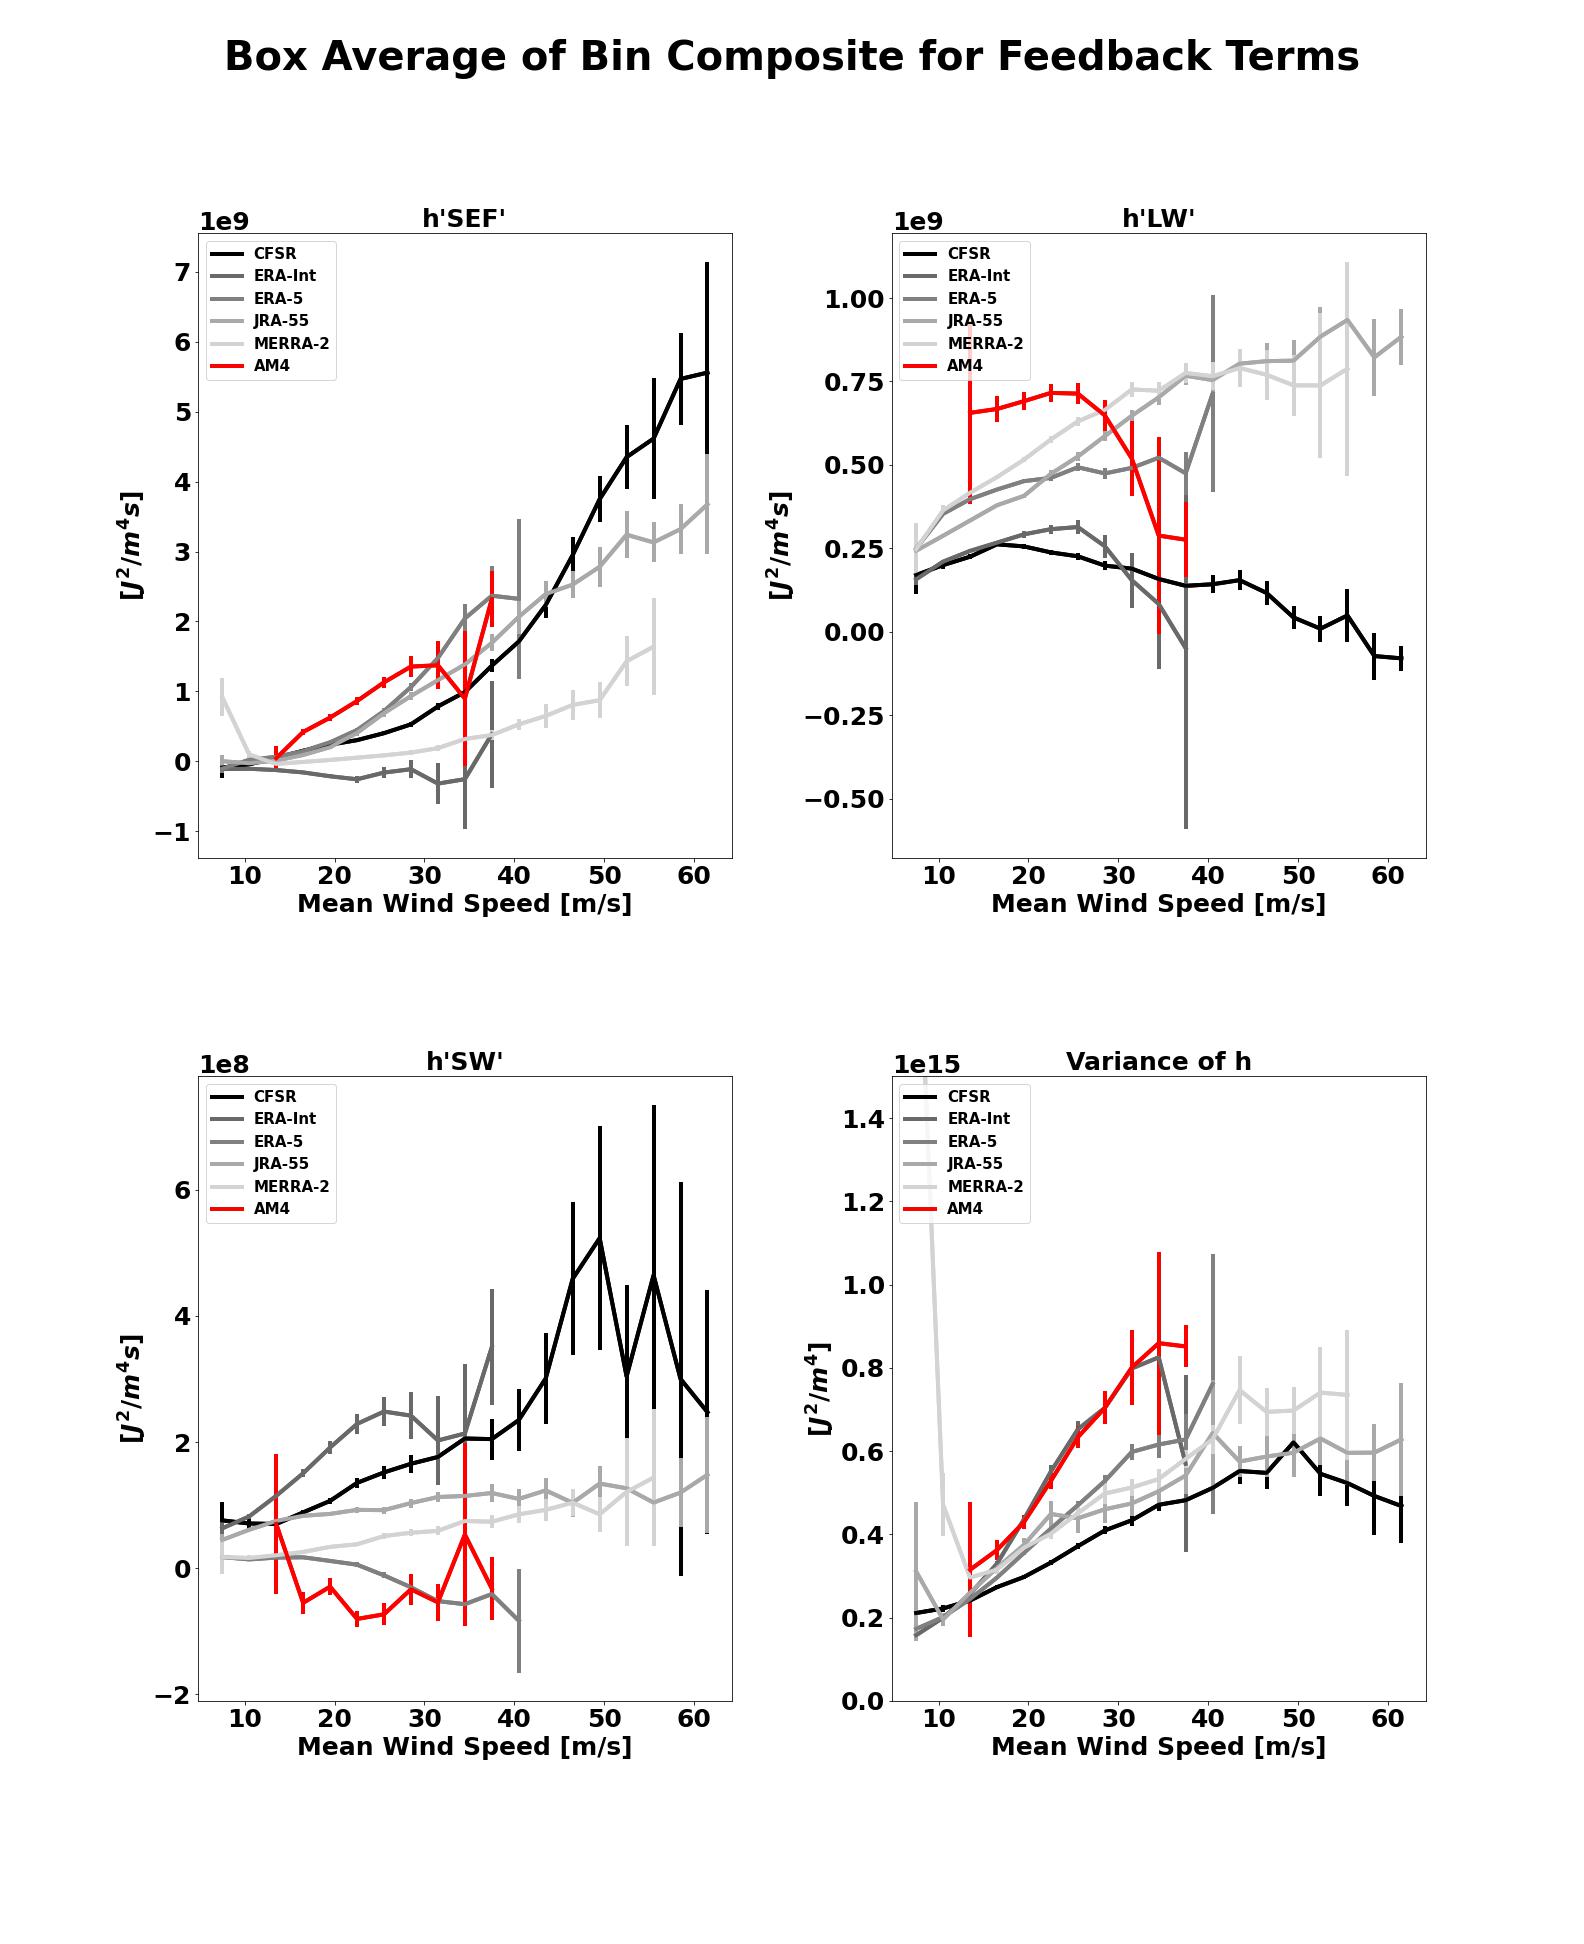 Box Average of Bin Composite for Feedback Terms
1e9
h'SEF'
CFSR
ERA-Int
ERA-5
JRA-55
MERRA-2
AM4
7
6
5
4
3
2
1
0
−1
[J²/m⁴s]
10 20 30 40 50 60
Mean Wind Speed [m/s]
1e9
h'LW'
CFSR
ERA-Int
ERA-5
JRA-55
MERRA-2
AM4
1.00
0.75
0.50
0.25
0.00
−0.25
−0.50
[J²/m⁴s]
10 20 30 40 50 60
Mean Wind Speed [m/s]
1e8
h'SW'
CFSR
ERA-Int
ERA-5
JRA-55
MERRA-2
AM4
6
4
2
0
−2
[J²/m⁴s]
10 20 30 40 50 60
Mean Wind Speed [m/s]
1e15
Variance of h
CFSR
ERA-Int
ERA-5
JRA-55
MERRA-2
AM4
1.4
1.2
1.0
0.8
0.6
0.4
0.2
0.0
[J²/m⁴]
10 20 30 40 50 60
Mean Wind Speed [m/s]